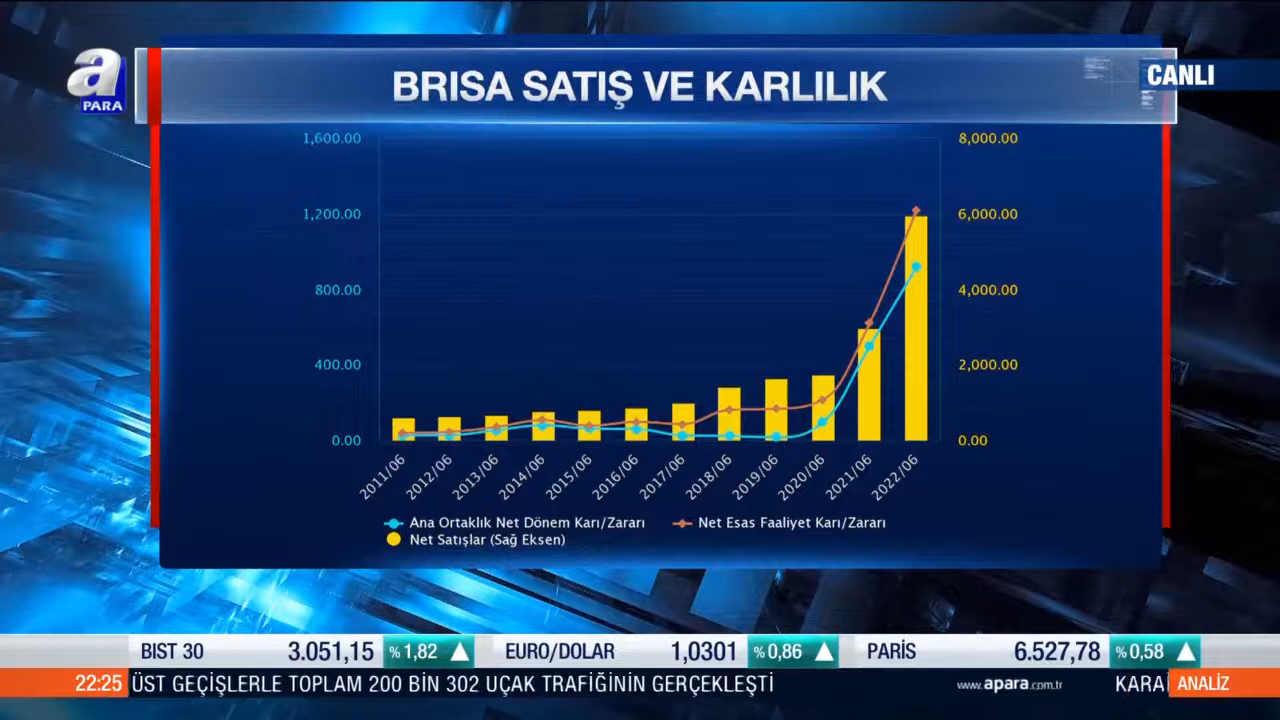 a
PARA
BRISA SATIŞ VE KARLILIK
CANLI
1,600.00
8,000.00
1,200.00
6,000.00
800.00
4,000.00
400.00
2,000.00
0.00
0.00
2011/06 2012/06 2013/06 2014/06 2015/06 2016/06 2017/06 2018/06 2019/06 2020/06 2021/06 2022/06
Ana Ortaklık Net Dönem Karı/Zararı Net Esas Faaliyet Karı/Zararı
Net Satışlar (Sağ Eksen)
BIST 30 3.051,15 %1,82 EURO/DOLAR 1,0301 %0,86 PARİS 6.527,78 %0,58
22:25 ÜST GEÇİŞLERLE TOPLAM 200 BİN 302 UÇAK TRAFİĞİNİN GERÇEKLEŞTİ www.apara.com.tr KARA ANALİZ